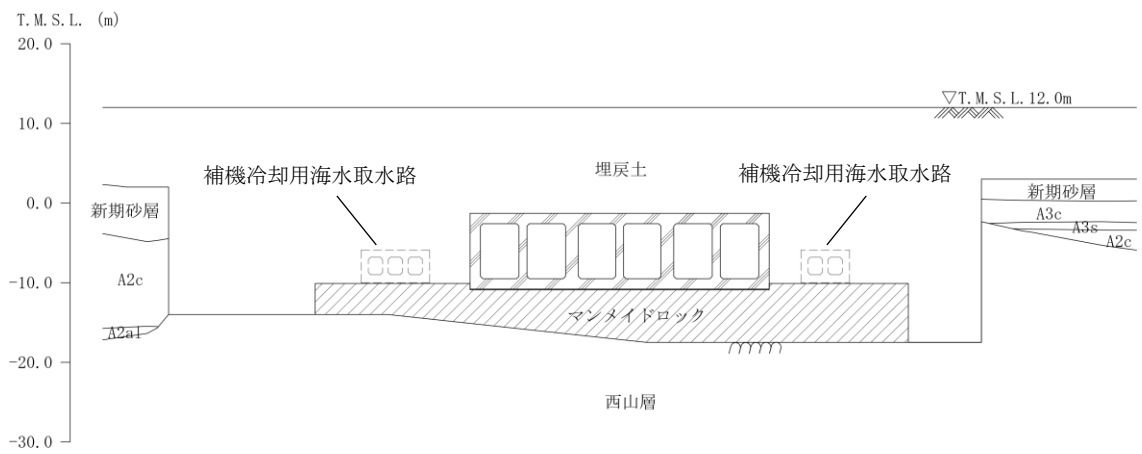 T.M.S.L. (m)
20.0
▽T.M.S.L.12.0m
10.0
補機冷却用海水取水路
埋戻土
補機冷却用海水取水路
新期砂層
0.0
新期砂層
A3c
A3s
A2c
A2c
-10.0
マンメイドロック
A2a1
-20.0
西山層
-30.0